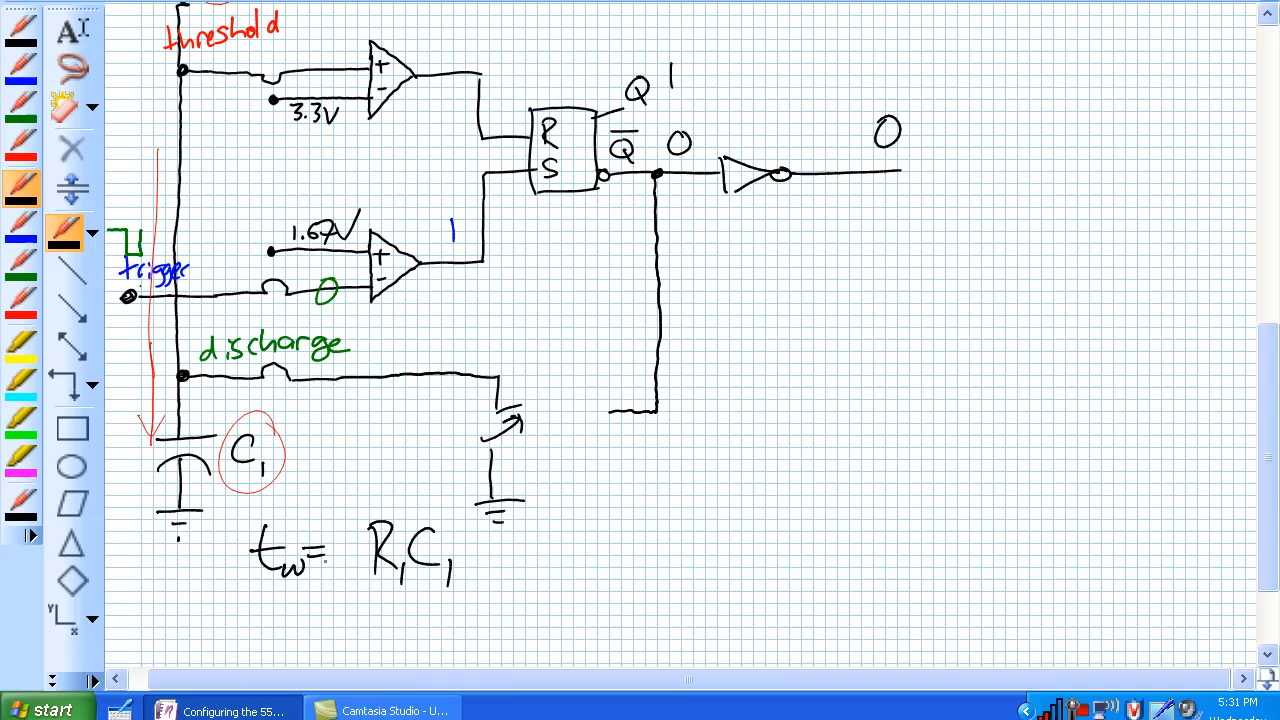 threshold
+
-
3.3V
R
S
Q 1
Q 0
0
1.67V
1
+
-
trigger
0
discharge
C1
tw= R1C1
A
Y
x
start
Configuring the 55...
Camtasia Studio - U...
5:31 PM